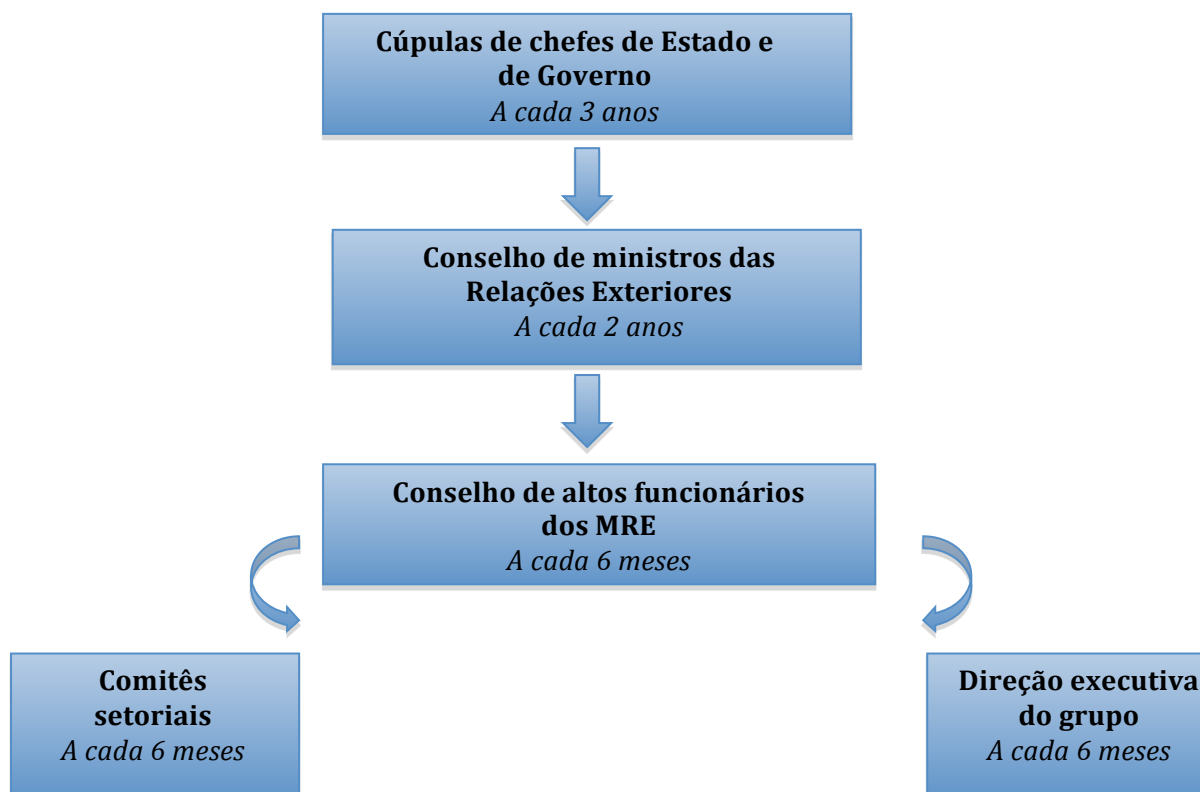 Cúpulas de chefes de Estado e
de Governo
A cada 3 anos
Conselho de ministros das
Relações Exteriores
A cada 2 anos
Conselho de altos funcionários
dos MRE
A cada 6 meses
Comitês
setoriais
A cada 6 meses
Direção executiva
do grupo
A cada 6 meses